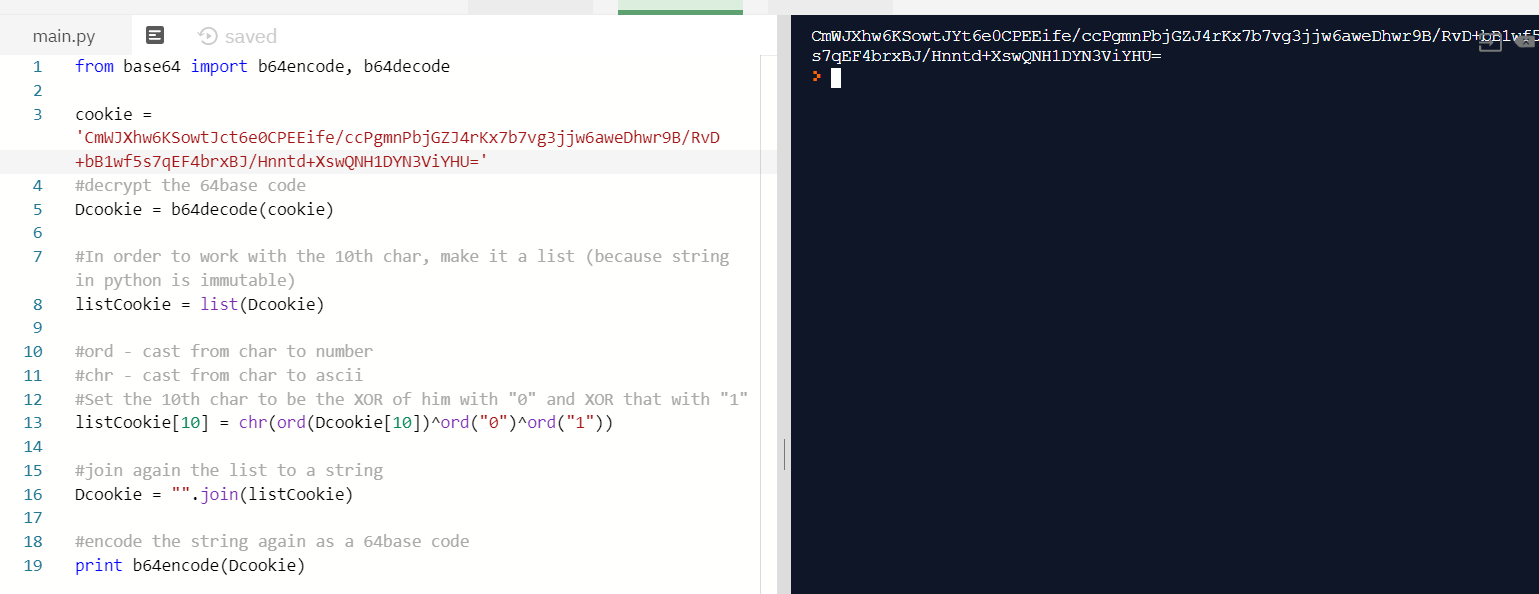 main.py saved
1 from base64 import b64encode, b64decode
2
3 cookie =
'CmWJXhw6KSowtJct6e0CPEEife/ccPgmnPbjGZJ4rKx7b7vg3jjw6aweDhwr9B/RvD
+bB1wf5s7qEF4brxBJ/Hnntd+XswQNH1DYN3ViYHU='
4 #decrypt the 64base code
5 Dcookie = b64decode(cookie)
6
7 #In order to work with the 10th char, make it a list (because string
in python is immutable)
8 listCookie = list(Dcookie)
9
10 #ord - cast from char to number
11 #chr - cast from char to ascii
12 #Set the 10th char to be the XOR of him with "0" and XOR that with "1"
13 listCookie[10] = chr(ord(Dcookie[10])^ord("0")^ord("1"))
14
15 #join again the list to a string
16 Dcookie = "".join(listCookie)
17
18 #encode the string again as a 64base code
19 print b64encode(Dcookie)
CmWJXhw6KSowtJYt6e0CPEEife/ccPgmnPbjGZJ4rKx7b7vg3jjw6aweDhwr9B/RvD+bB1wf5
s7qEF4brxBJ/Hnntd+XswQNH1DYN3ViYHU=
>